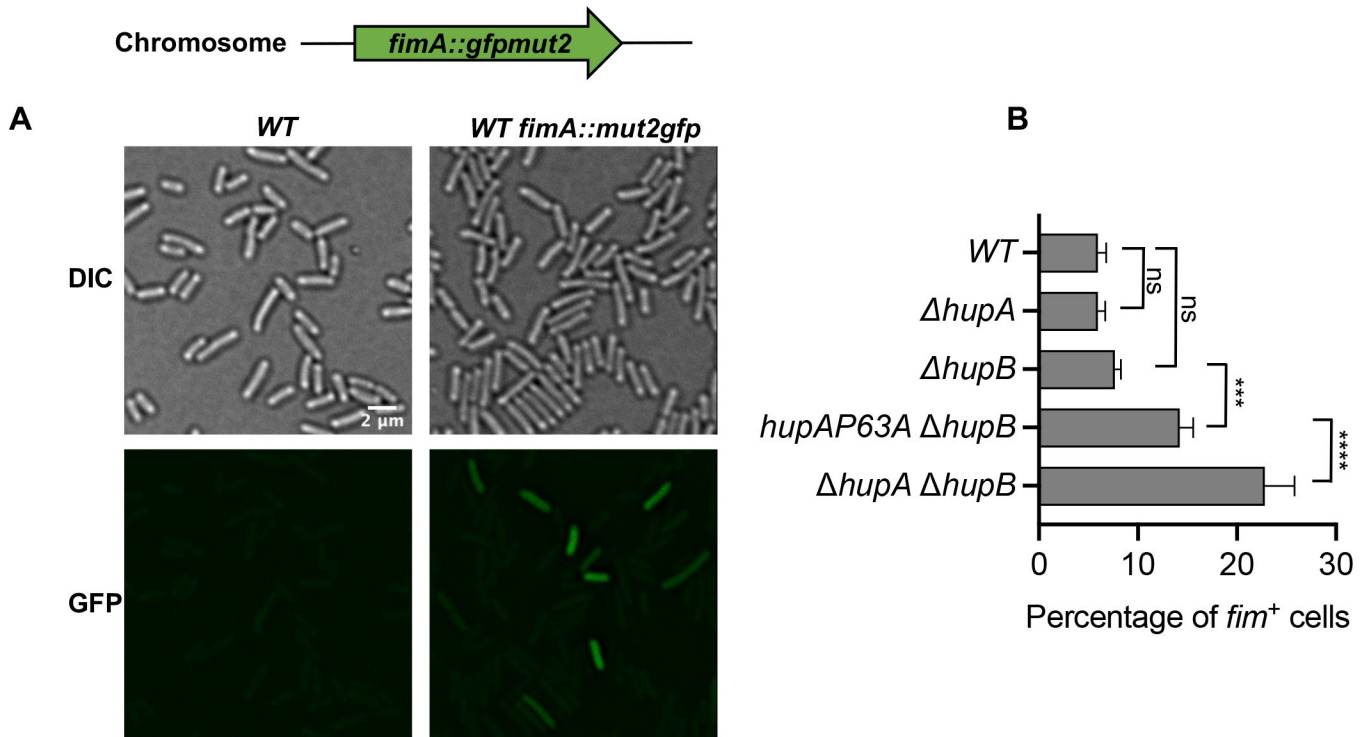 Chromosome
fimA::gfpmut2
A
WT
WT fimA::mut2gfp
DIC
2 μm
GFP
B
WT
ΔhupA
ΔhupB
hupAP63A ΔhupB
ΔhupA ΔhupB
ns
ns
***
****
0 10 20 30
Percentage of fim⁺ cells